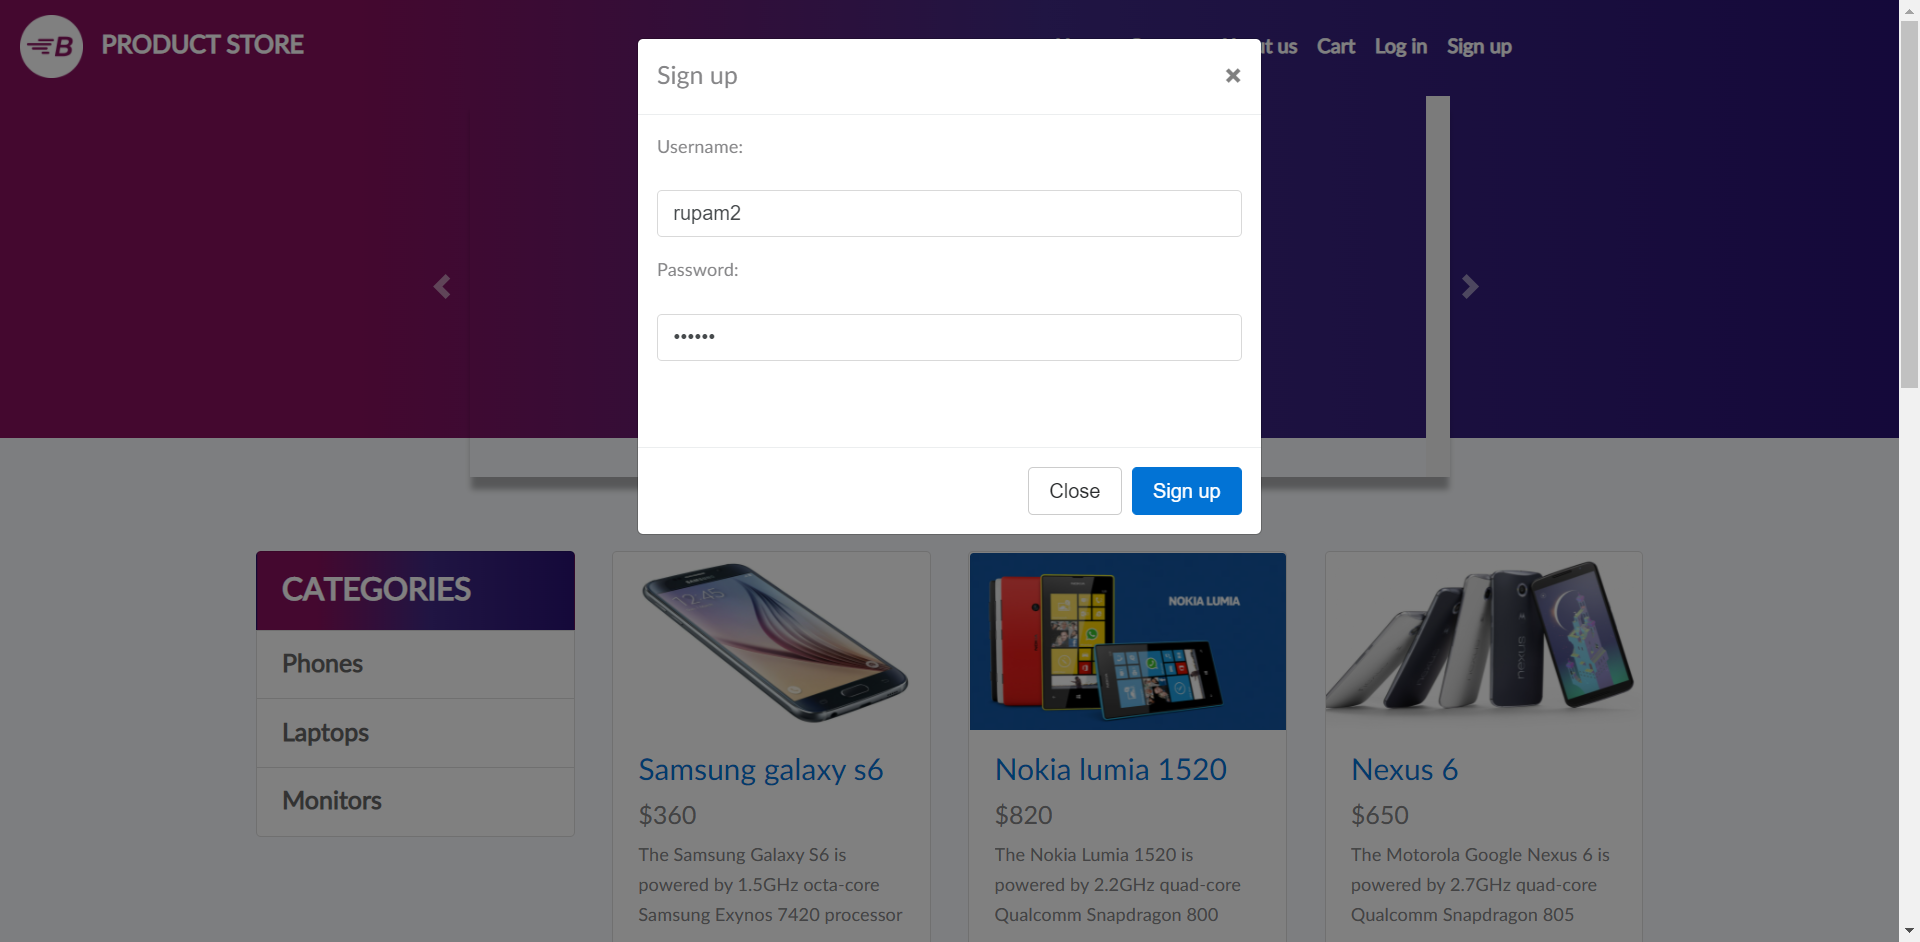 B PRODUCT STORE
t us Cart Log in Sign up
Sign up
Username:
rupam2
Password:
••••••
Close Sign up
CATEGORIES
Phones
Laptops
Monitors
12:45
Samsung galaxy s6
$360
The Samsung Galaxy S6 is
powered by 1.5GHz octa-core
Samsung Exynos 7420 processor
NOKIA LUMIA
Nokia lumia 1520
$820
The Nokia Lumia 1520 is
powered by 2.2GHz quad-core
Qualcomm Snapdragon 800
Nexus 6
$650
The Motorola Google Nexus 6 is
powered by 2.7GHz quad-core
Qualcomm Snapdragon 805